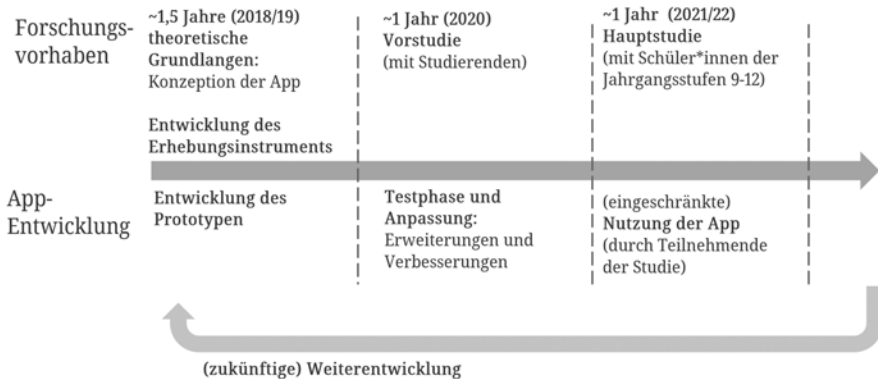 Forschungs-
vorhaben
~1,5 Jahre (2018/19)
theoretische
Grundlangen:
Konzeption der App
Entwicklung des
Erhebungsinstruments
~1 Jahr (2020)
Vorstudie
(mit Studierenden)
~1 Jahr (2021/22)
Hauptstudie
(mit Schüler*innen der
Jahrgangsstufen 9-12)
App-
Entwicklung
Entwicklung des
Prototypen
Testphase und
Anpassung:
Erweiterungen und
Verbesserungen
(eingeschränkte)
Nutzung der App
(durch Teilnehmende
der Studie)
(zukünftige) Weiterentwicklung